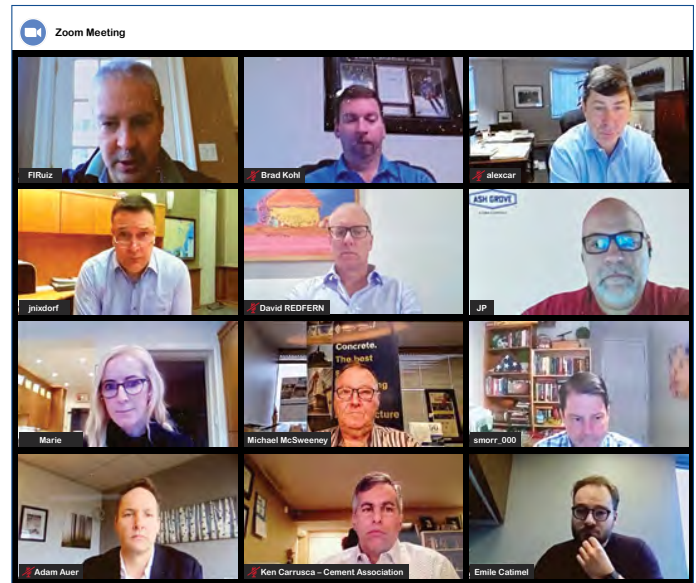 Zoom Meeting
FIRuiz
Brad Kohl
alexcar
jnixdorf
David REDFERN
ASH GROVE
JP
Marie
Concrete.
The best
Michael McSweeney
smorr_000
Adam Auer
Ken Carrusca – Cement Association
Emile Catimel